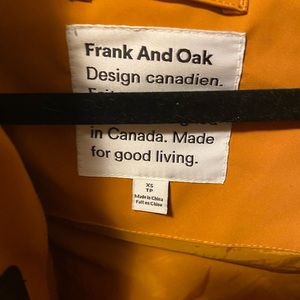 Frank And Oak
Design canadien.
in Canada. Made
for good living.
XS
TP
Made in China
Fait en Chine